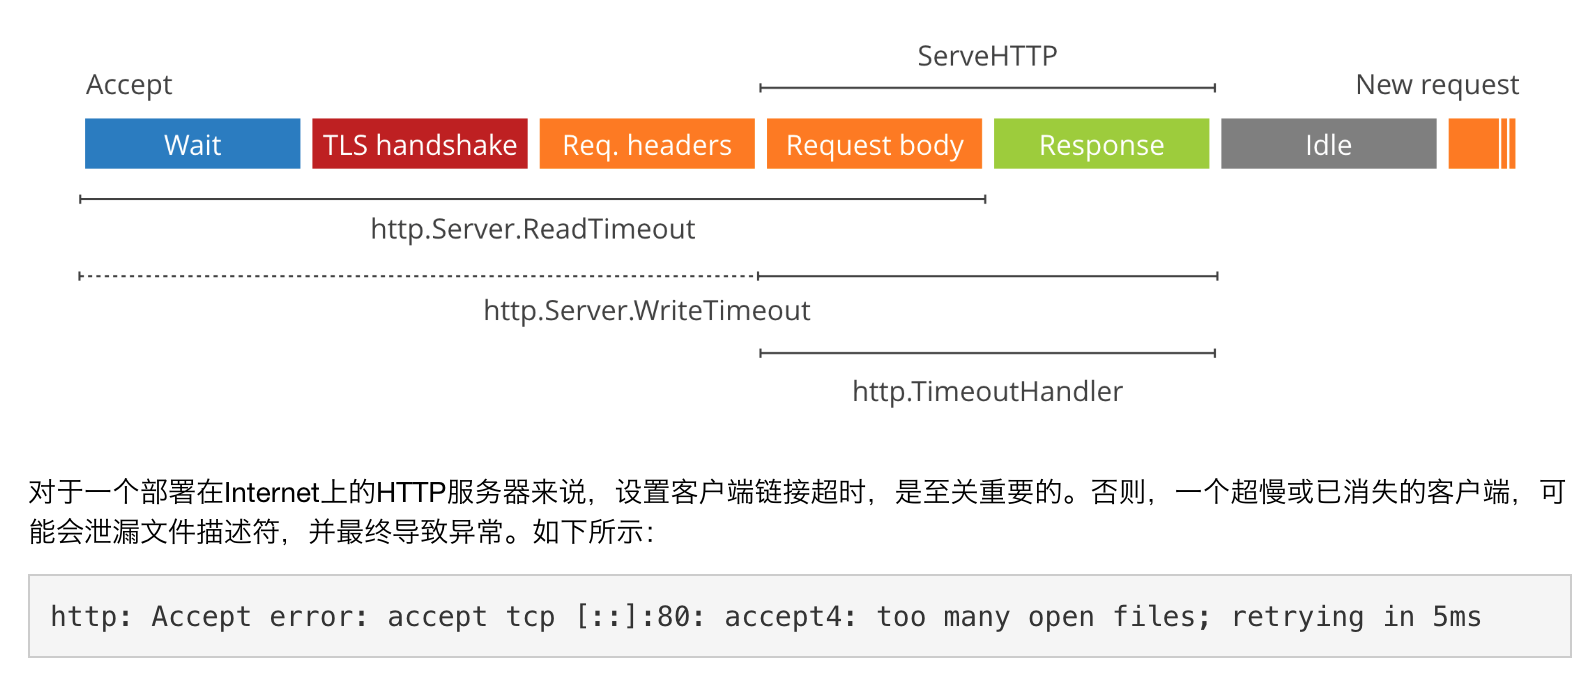 ServeHTTP
Accept
New request
Wait
TLS handshake
Req. headers
Request body
Response
Idle
http.Server.ReadTimeout
http.Server.WriteTimeout
http.TimeoutHandler
对于一个部署在Internet上的HTTP服务器来说，设置客户端链接超时，是至关重要的。否则，一个超慢或已消失的客户端，可
能会泄漏文件描述符，并最终导致异常。如下所示：
http: Accept error: accept tcp [::]:80: accept4: too many open files; retrying in 5ms